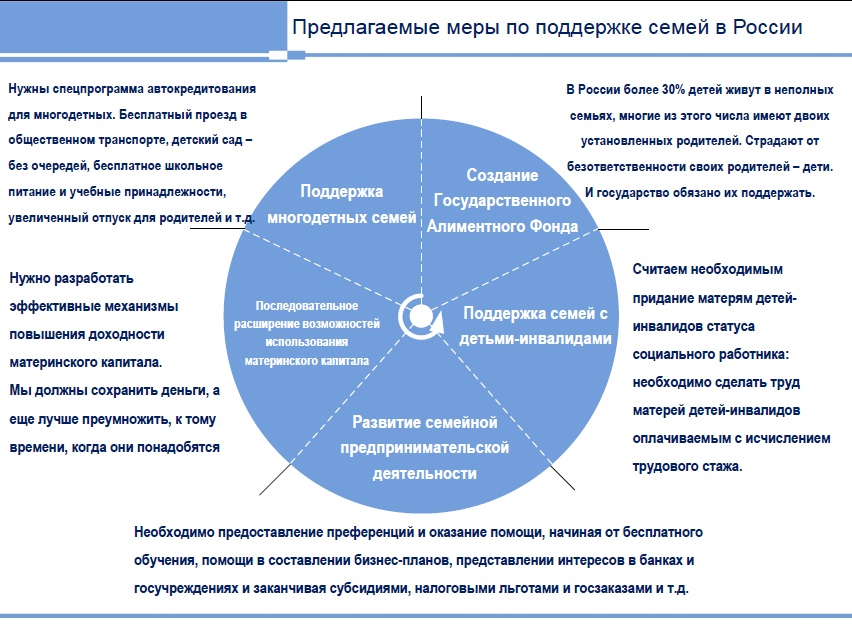 Предлагаемые меры по поддержке семей в России
Нужны спецпрограмма автокредитования
для многодетных. Бесплатный проезд в
общественном транспорте, детский сад –
без очередей, бесплатное школьное
питание и учебные принадлежности,
увеличенный отпуск для родителей и т.д.
В России более 30% детей живут в неполных
семьях, многие из этого числа имеют двоих
установленных родителей. Страдают от
безответственности своих родителей – дети.
И государство обязано их поддержать.
Поддержка
многодетных семей
Создание
Государственного
Алиментного Фонда
Нужно разработать
эффективные механизмы
повышения доходности
материнского капитала.
Мы должны сохранить деньги, а
еще лучше преумножить, к тому
времени, когда они понадобятся
Последовательное
расширение возможностей
использования
материнского капитала
Поддержка семей с
детьми-инвалидами
Считаем необходимым
придание матерям детей-
инвалидов статуса
социального работника:
необходимо сделать труд
матерей детей-инвалидов
оплачиваемым с исчислением
трудового стажа.
Развитие семейной
предпринимательской
деятельности
Необходимо предоставление преференций и оказание помощи, начиная от бесплатного
обучения, помощи в составлении бизнес-планов, представлении интересов в банках и
госучреждениях и заканчивая субсидиями, налоговыми льготами и госзаказами и т.д.